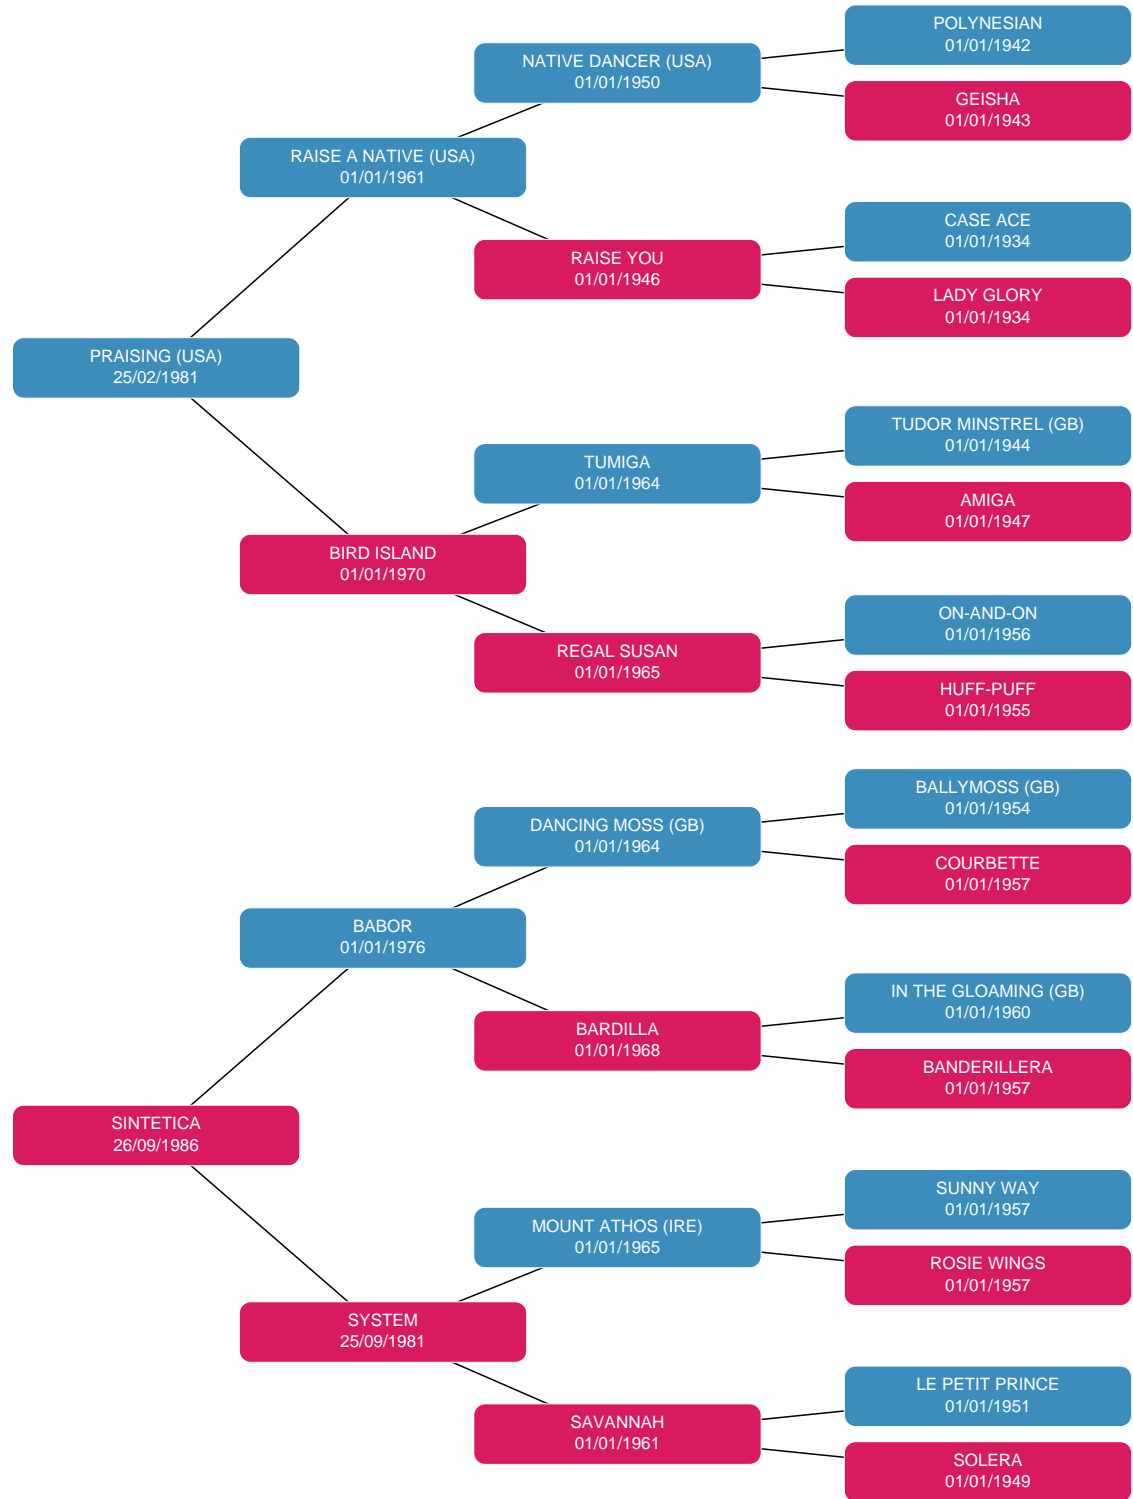 POLYNESIAN
01/01/1942
NATIVE DANCER (USA)
01/01/1950
GEISHA
01/01/1943
RAISE A NATIVE (USA)
01/01/1961
CASE ACE
01/01/1934
RAISE YOU
01/01/1946
LADY GLORY
01/01/1934
PRAISING (USA)
25/02/1981
TUDOR MINSTREL (GB)
01/01/1944
TUMIGA
01/01/1964
AMIGA
01/01/1947
BIRD ISLAND
01/01/1970
ON-AND-ON
01/01/1956
REGAL SUSAN
01/01/1965
HUFF-PUFF
01/01/1955
BALLYMOSS (GB)
01/01/1954
DANCING MOSS (GB)
01/01/1964
COURBETTE
01/01/1957
BABOR
01/01/1976
IN THE GLOAMING (GB)
01/01/1960
BARDILLA
01/01/1968
BANDERILLERA
01/01/1957
SINTETICA
26/09/1986
SUNNY WAY
01/01/1957
MOUNT ATHOS (IRE)
01/01/1965
ROSIE WINGS
01/01/1957
SYSTEM
25/09/1981
LE PETIT PRINCE
01/01/1951
SAVANNAH
01/01/1961
SOLERA
01/01/1949